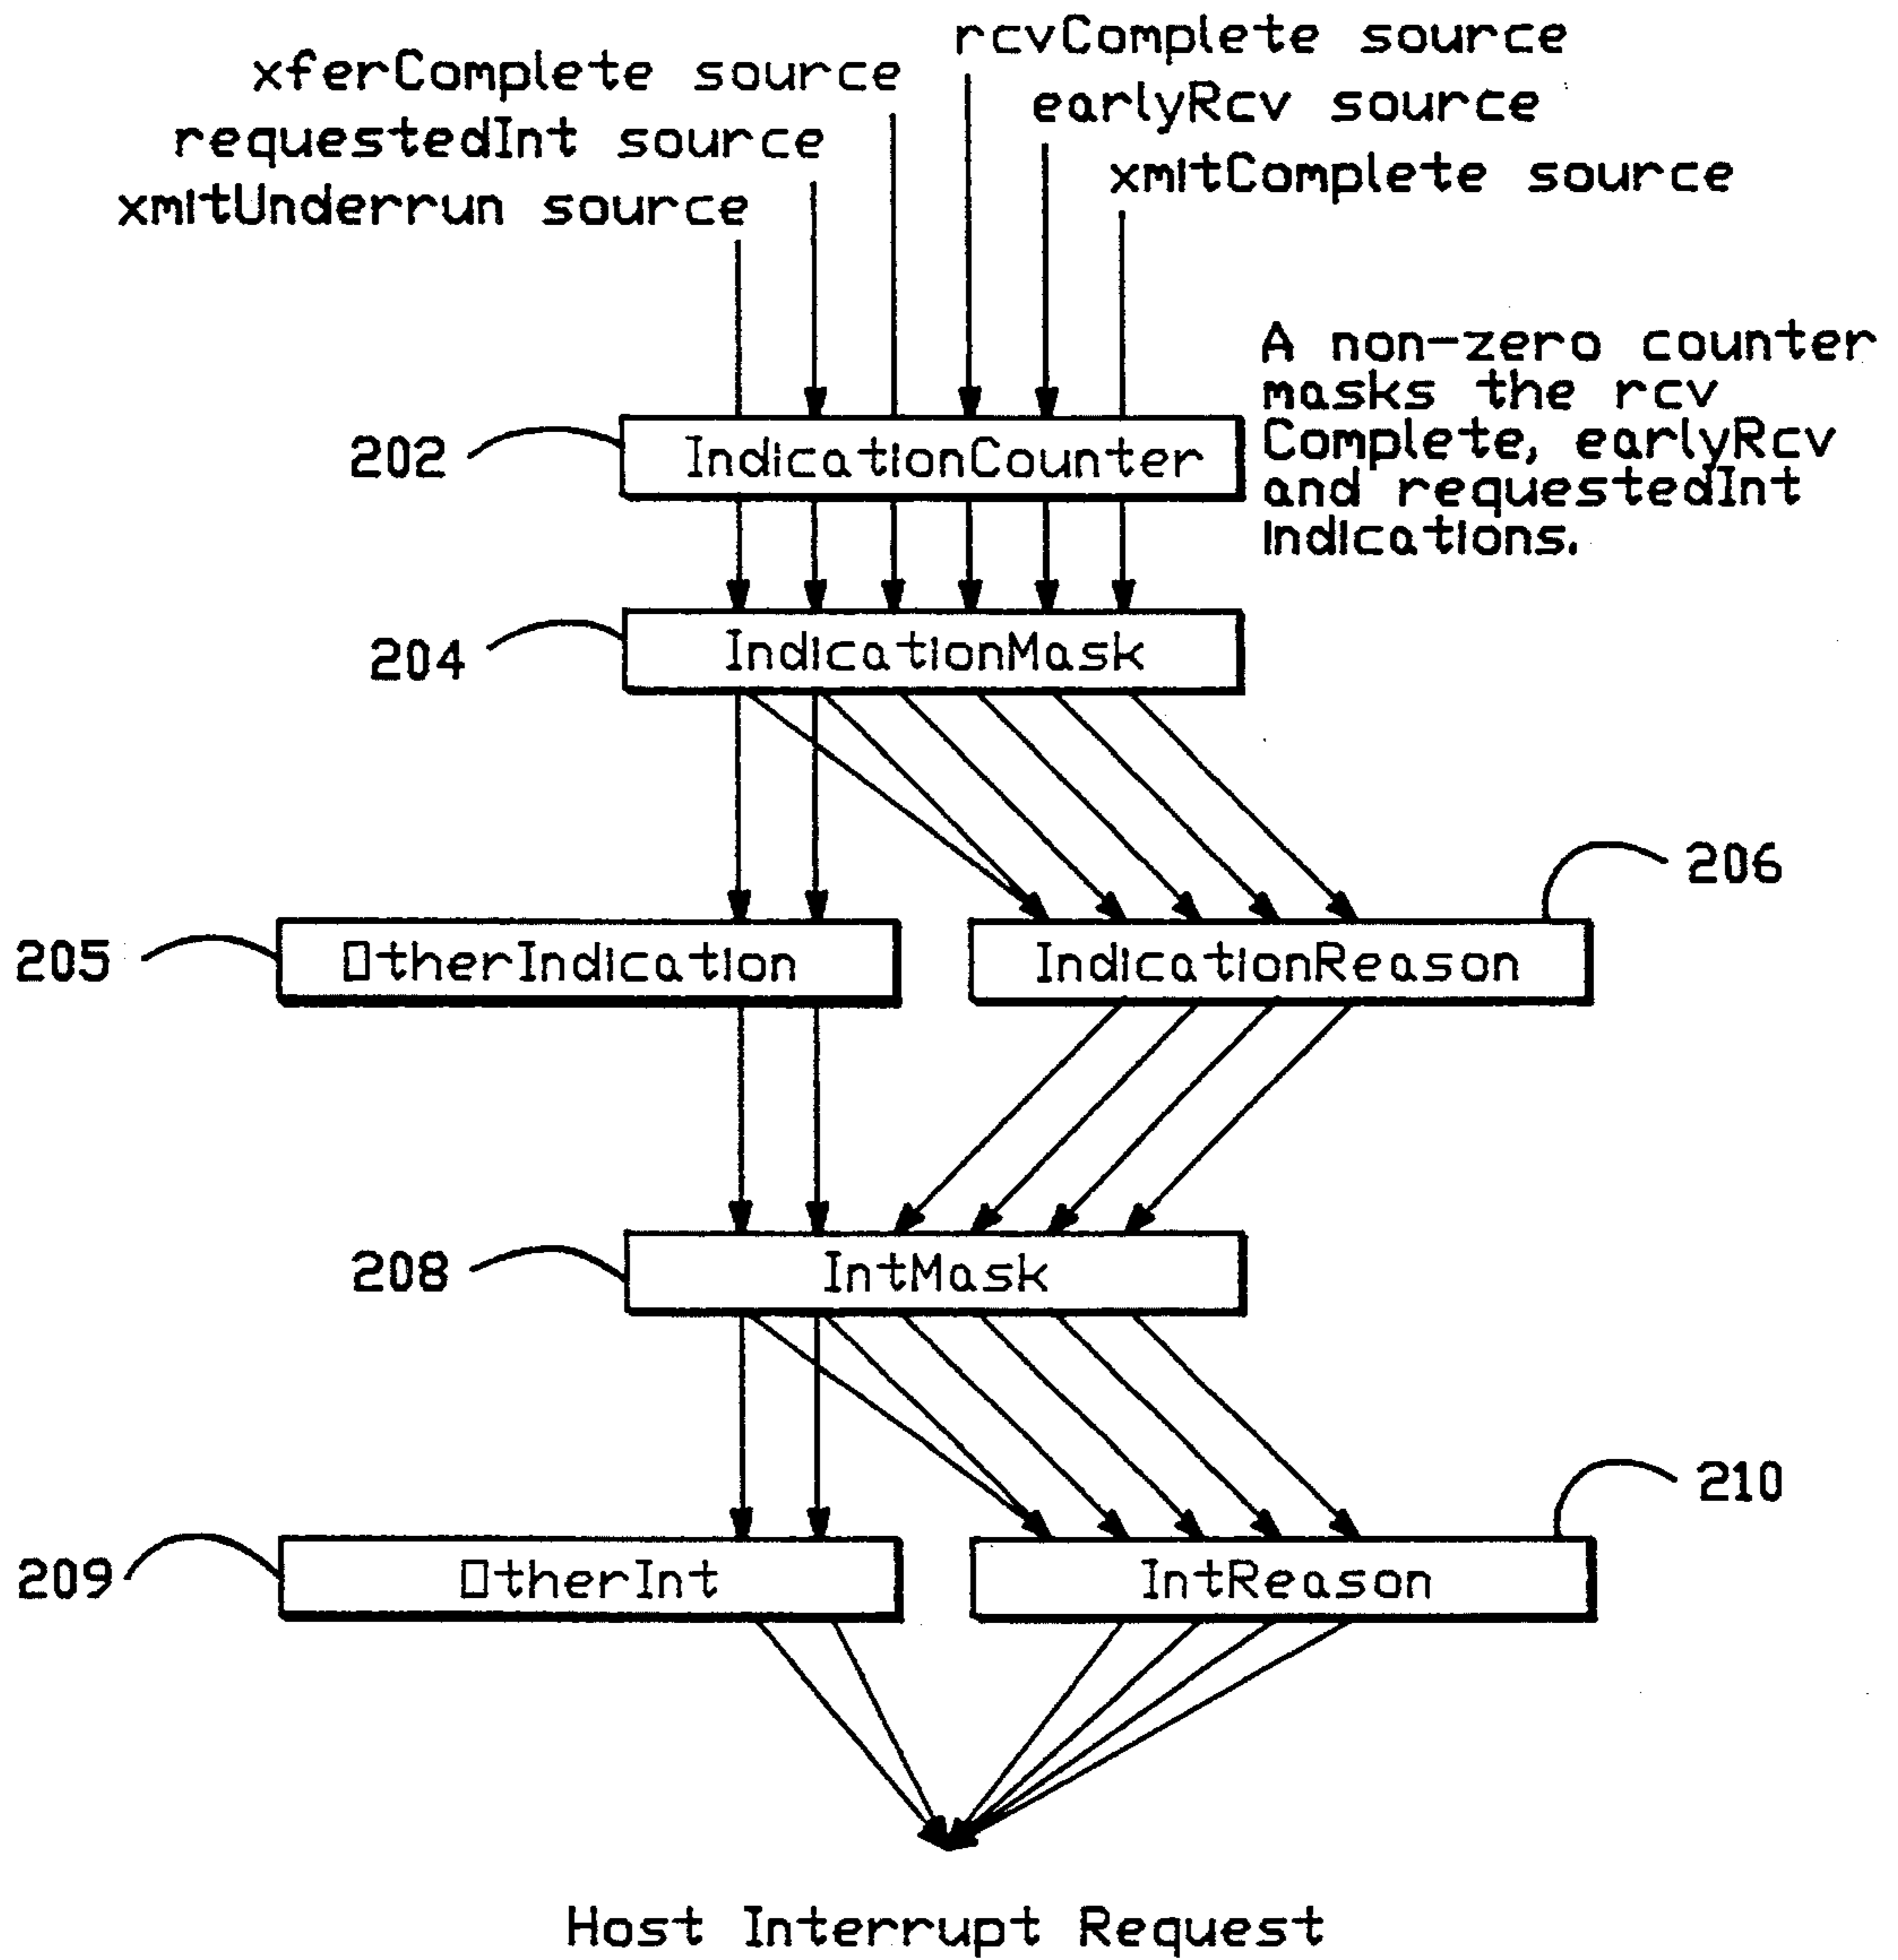 rcvComplete source
xferComplete source
earlyRcv source
requestedInt source
xmitComplete source
xmitUnderrun source
A non-zero counter
masks the rcv
Complete, earlyRcv
and requestedInt
Indications.
202
IndicationCounter
204
IndicationMask
206
205
OtherIndication
IndicationReason
208
IntMask
210
209
OtherInt
IntReason
Host Interrupt Request